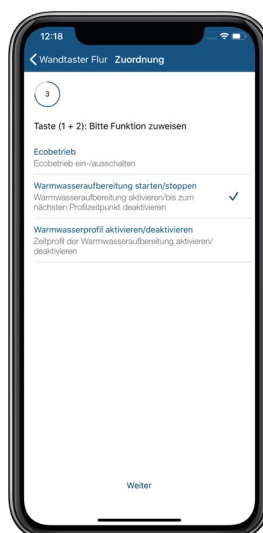 12:18
Wandtaster Flur Zuordnung
3
Taste (1 + 2): Bitte Funktion zuweisen
Ecobetrieb
Ecobetrieb ein-/ausschalten
Warmwasseraufbereitung starten/stoppen
Warmwasseraufbereitung aktivieren/bis zum
nächsten Profilzeitpunkt deaktivieren
Warmwasserprofil aktivieren/deaktivieren
Zeitprofil der Warmwasseraufbereitung aktivieren/
deaktivieren
Weiter